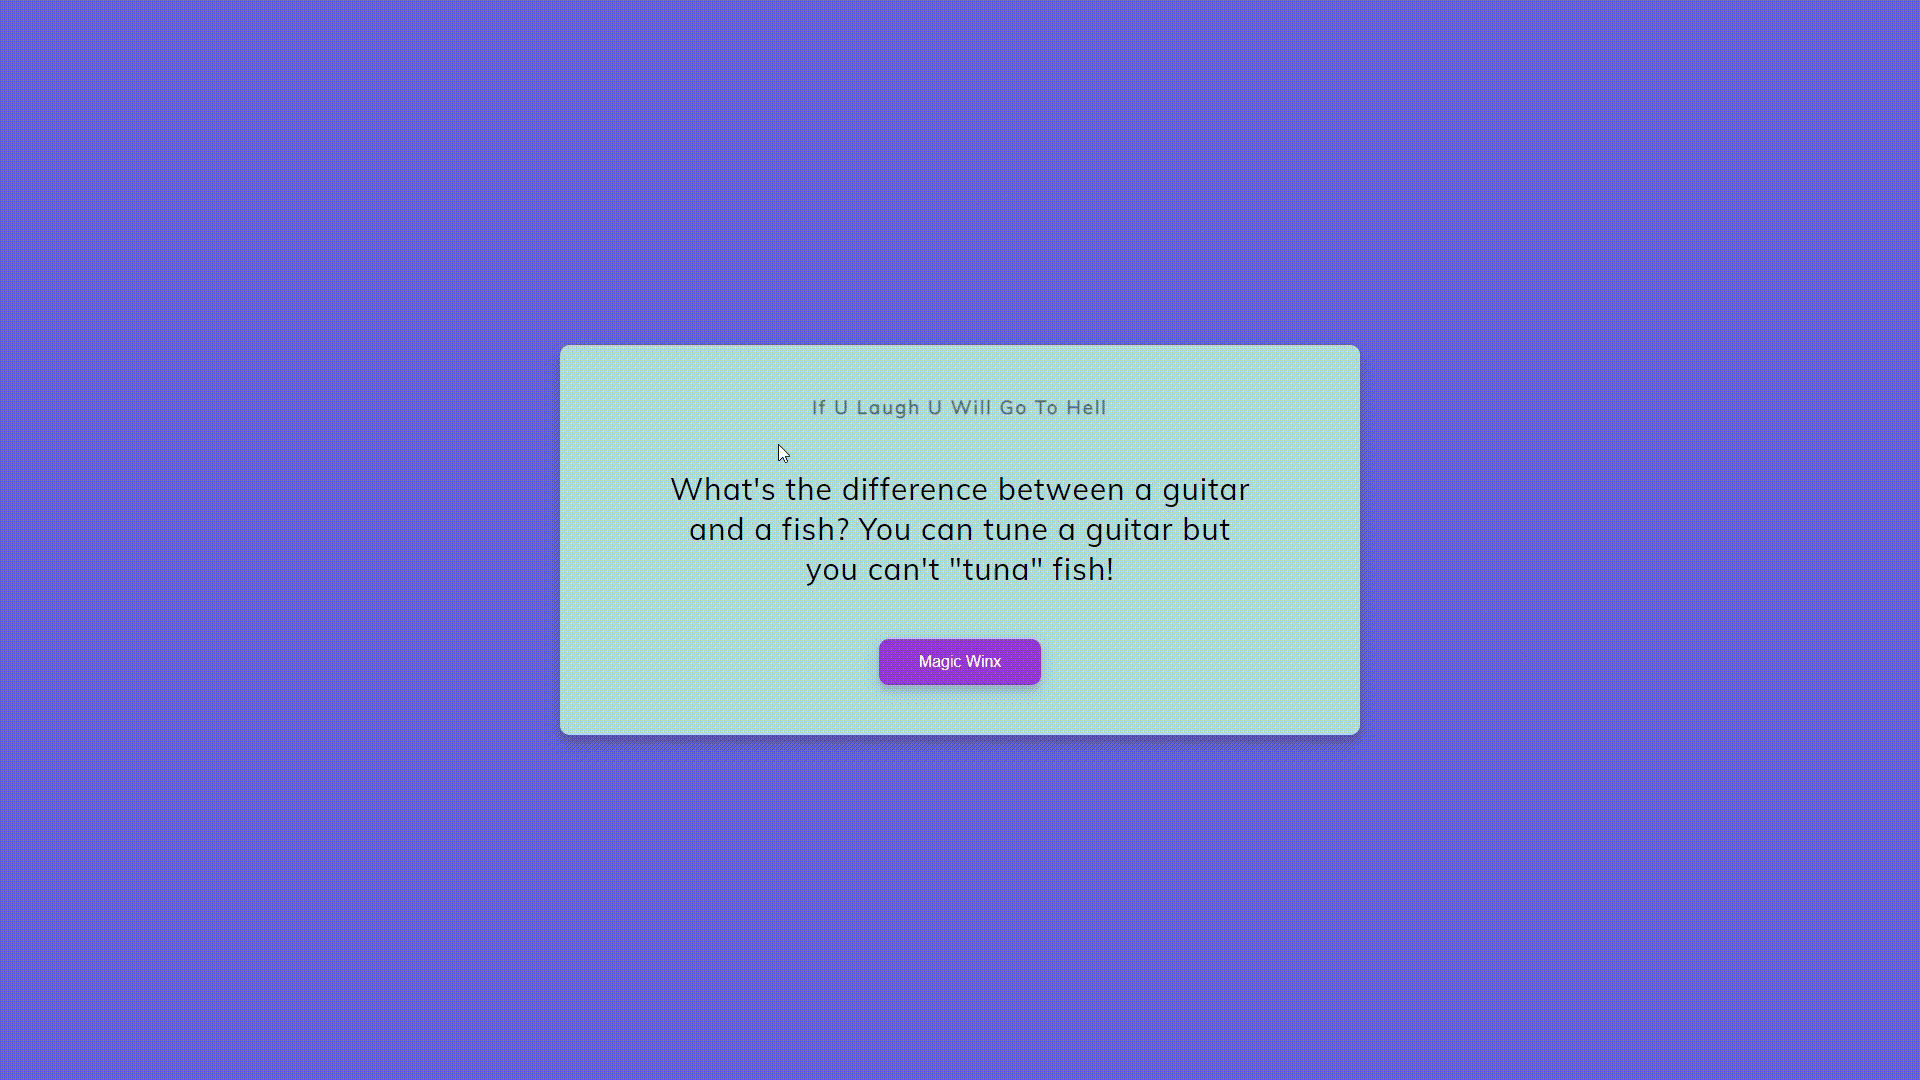 If U Laugh U Will Go To Hell
What's the difference between a guitar
and a fish? You can tune a guitar but
you can't "tuna" fish!
Magic Winx